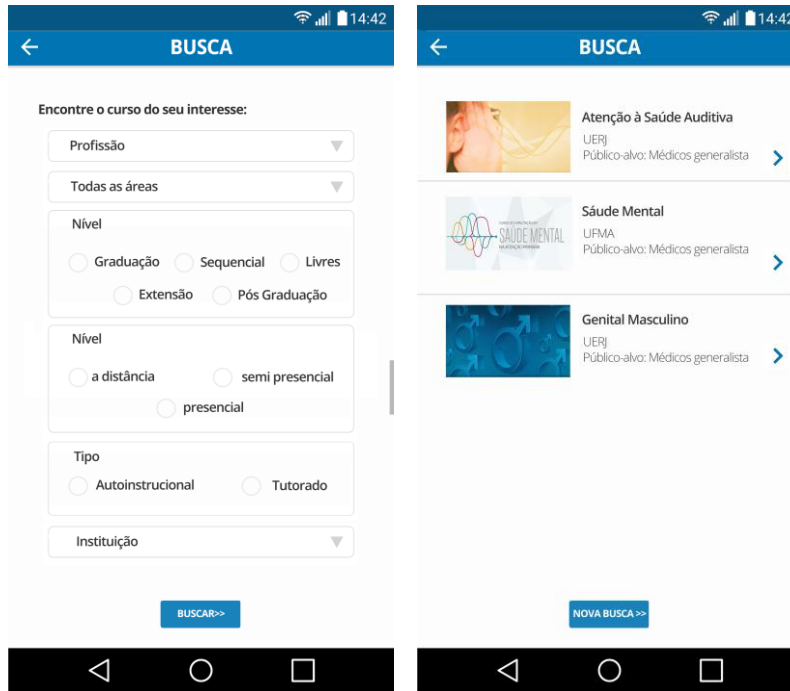 14:42
BUSCA
Encontre o curso do seu interesse:
Profissão
Todas as áreas
Nível
Graduação Sequencial Livres
Extensão Pós Graduação
Nível
a distância semi presencial
presencial
Tipo
Autoinstrucional Tutorado
Instituição
BUSCAR>>
14:42
BUSCA
Atenção à Saúde Auditiva
UERJ
Público-alvo: Médicos generalista
SAÚDE MENTAL
Sáude Mental
UFMA
Público-alvo: Médicos generalista
Genital Masculino
UERJ
Público-alvo: Médicos generalista
NOVA BUSCA >>